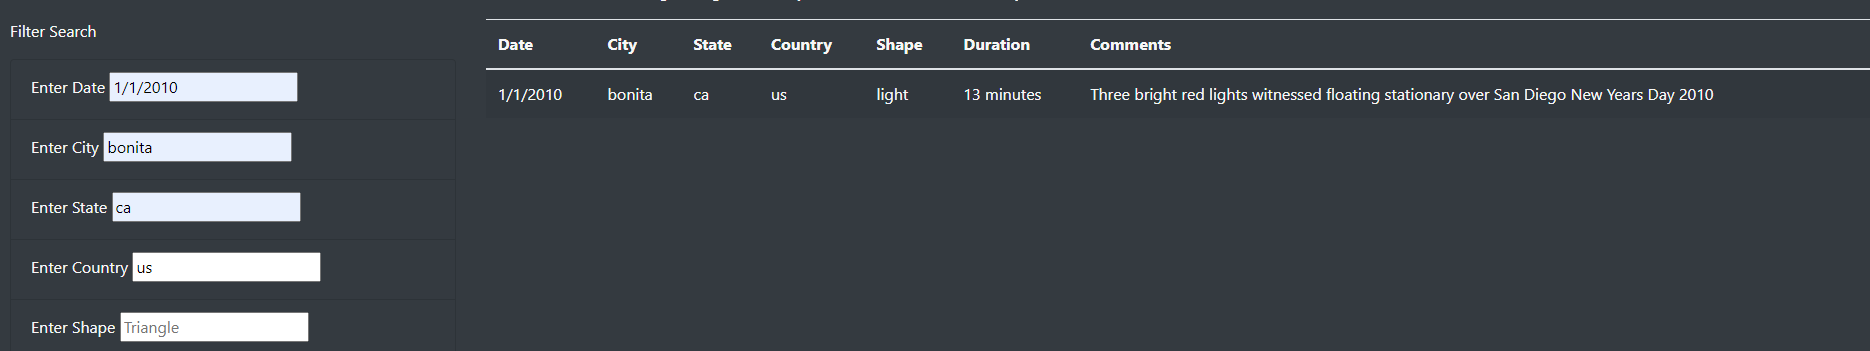 Filter Search
Enter Date 1/1/2010
Enter City bonita
Enter State ca
Enter Country us
Enter Shape Triangle
Date City State Country Shape Duration Comments
1/1/2010 bonita ca us light 13 minutes Three bright red lights witnessed floating stationary over San Diego New Years Day 2010